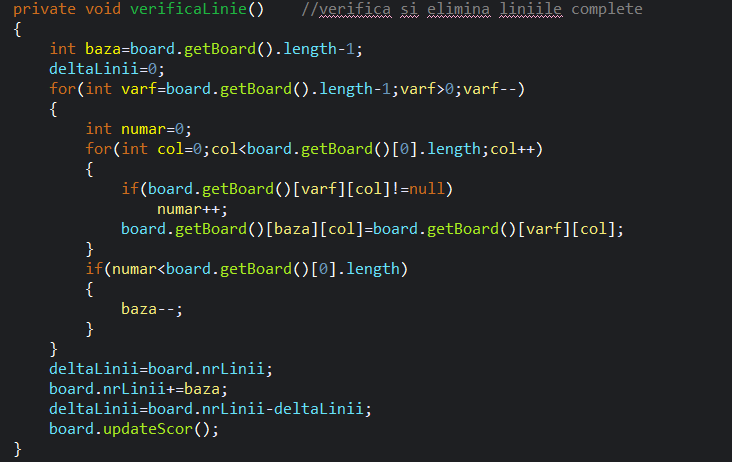 private void verificaLinie()    //verifica si elimina liniile complete
{
    int baza=board.getBoard().length-1;
    deltaLinii=0;
    for(int varf=board.getBoard().length-1;varf>0;varf--)
    {
        int numar=0;
        for(int col=0;col<board.getBoard()[0].length;col++)
        {
            if(board.getBoard()[varf][col]!=null)
                numar++;
            board.getBoard()[baza][col]=board.getBoard()[varf][col];
        }
        if(numar<board.getBoard()[0].length)
        {
            baza--;
        }
    }
    deltaLinii=board.nrLinii;
    board.nrLinii+=baza;
    deltaLinii=board.nrLinii-deltaLinii;
    board.updateScor();
}